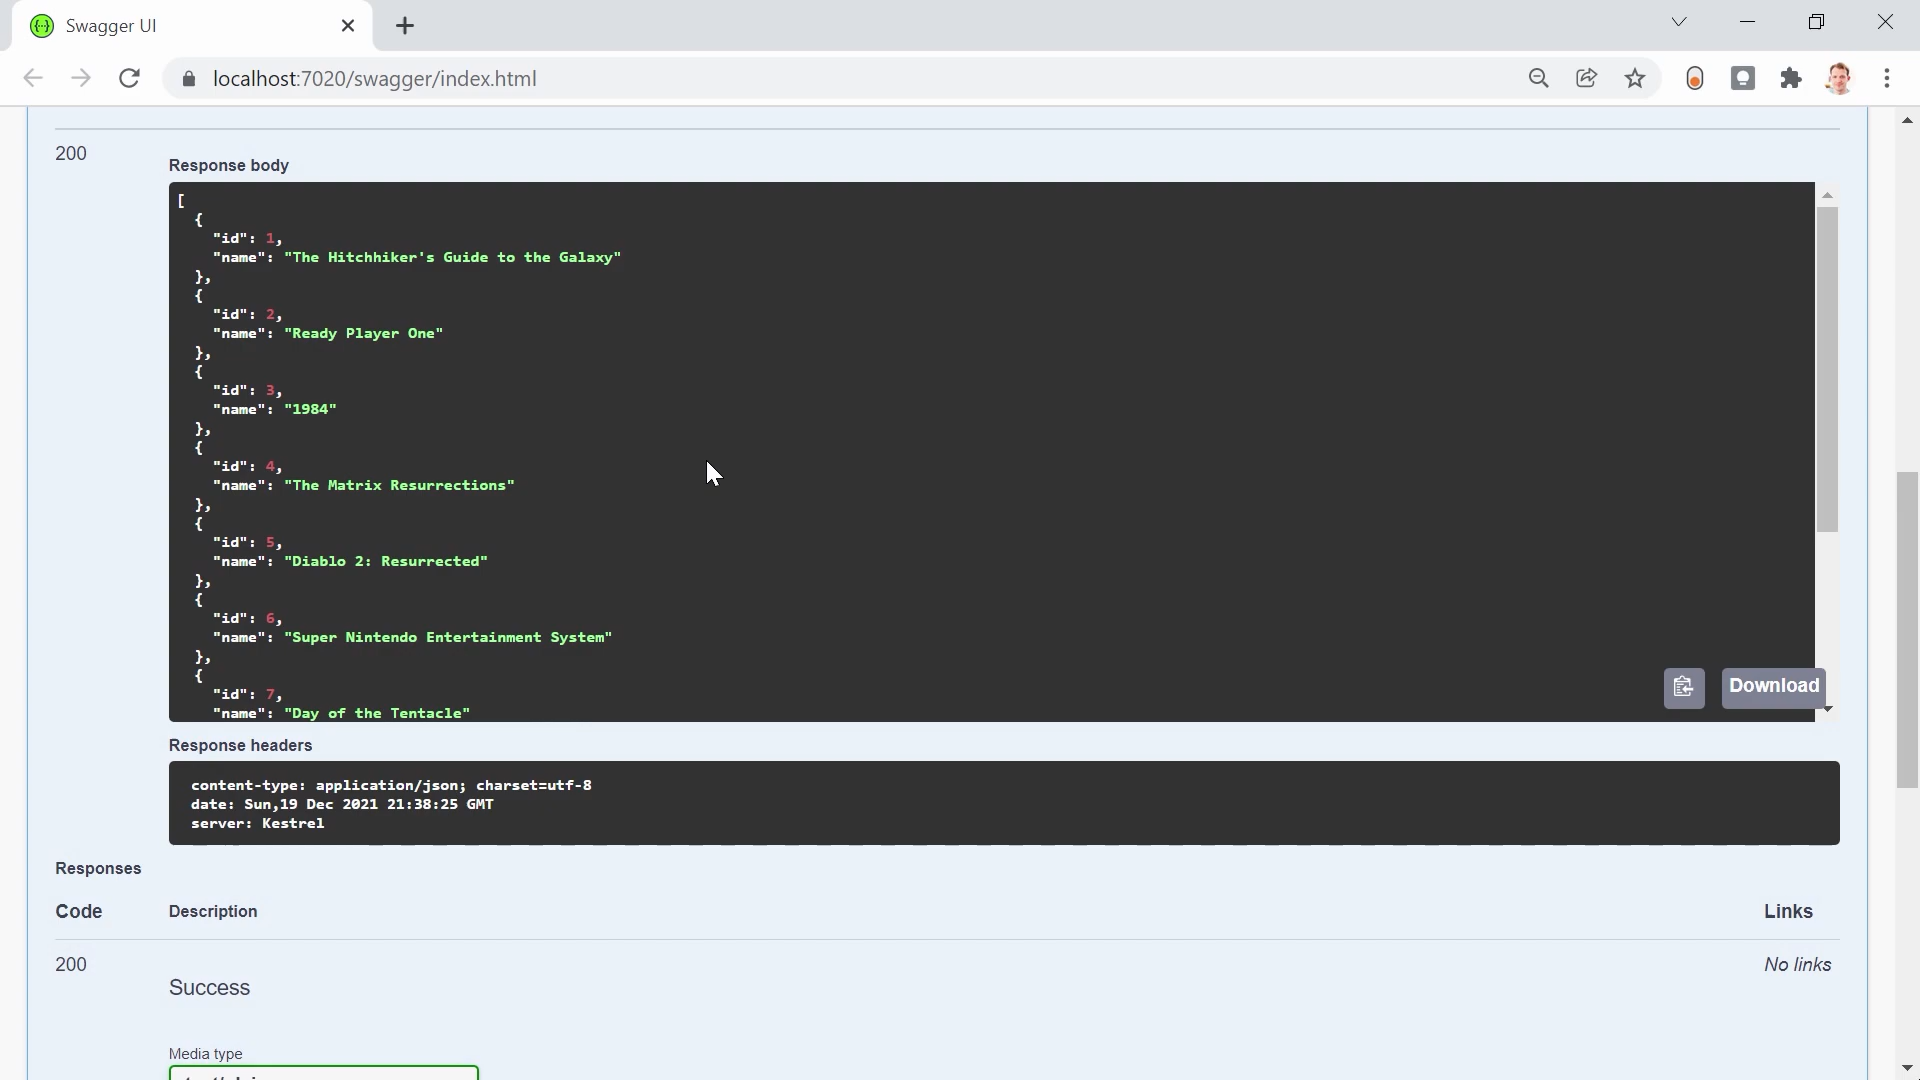 Swagger UI
localhost:7020/swagger/index.html
200
Response body
[
{
"id": 1,
"name": "The Hitchhiker's Guide to the Galaxy"
},
{
"id": 2,
"name": "Ready Player One"
},
{
"id": 3,
"name": "1984"
},
{
"id": 4,
"name": "The Matrix Resurrections"
},
{
"id": 5,
"name": "Diablo 2: Resurrected"
},
{
"id": 6,
"name": "Super Nintendo Entertainment System"
},
{
"id": 7,
"name": "Day of the Tentacle"
Download
Response headers
content-type: application/json; charset=utf-8
date: Sun,19 Dec 2021 21:38:25 GMT
server: Kestrel
Responses
Code Description Links
200 No links
Success
Media type